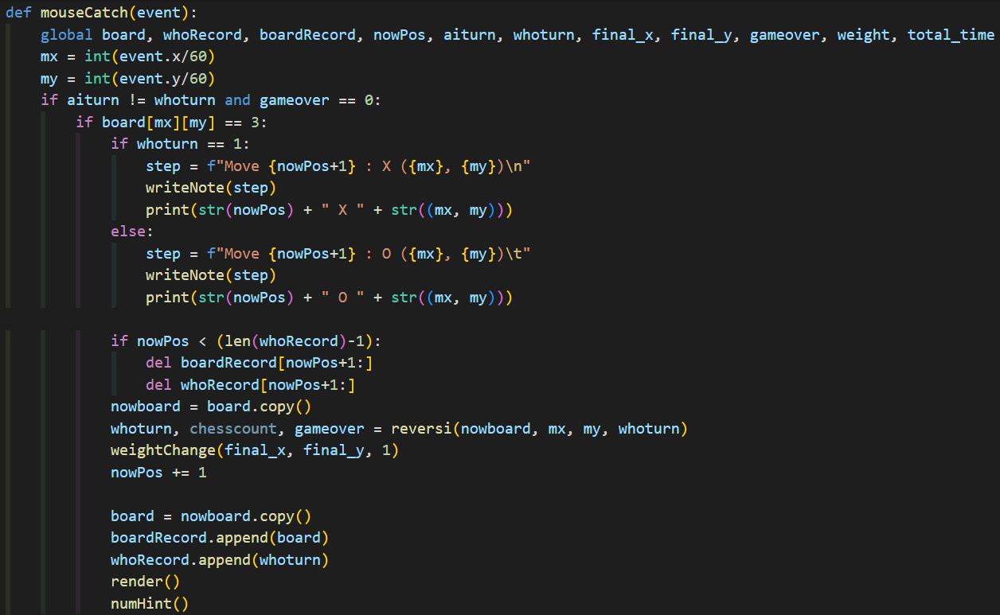 def mouseCatch(event):
    global board, whoRecord, boardRecord, nowPos, aiturn, whoturn, final_x, final_y, gameover, weight, total_time
    mx = int(event.x/60)
    my = int(event.y/60)
    if aiturn != whoturn and gameover == 0:
        if board[mx][my] == 3:
            if whoturn == 1:
                step = f"Move {nowPos+1} : X ({mx}, {my})\n"
                writeNote(step)
                print(str(nowPos) + " X " + str((mx, my)))
            else:
                step = f"Move {nowPos+1} : O ({mx}, {my})\t"
                writeNote(step)
                print(str(nowPos) + " O " + str((mx, my)))

            if nowPos < (len(whoRecord)-1):
                del boardRecord[nowPos+1:]
                del whoRecord[nowPos+1:]
            nowboard = board.copy()
            whoturn, chesscount, gameover = reversi(nowboard, mx, my, whoturn)
            weightChange(final_x, final_y, 1)
            nowPos += 1

            board = nowboard.copy()
            boardRecord.append(board)
            whoRecord.append(whoturn)
            render()
            numHint()